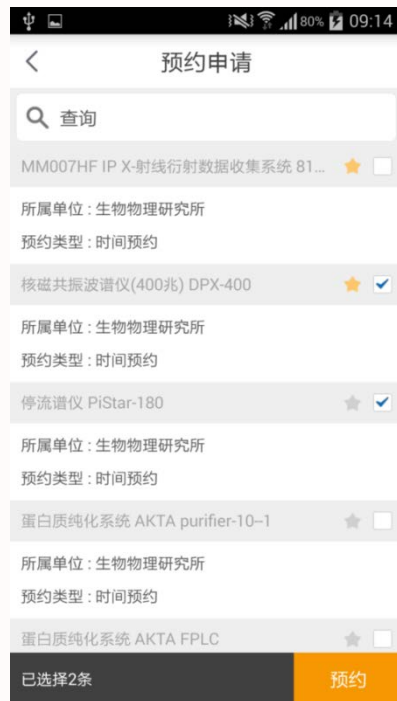 80% 09:14
预约申请
查询
MM007HF IP X-射线衍射数据收集系统 81...
所属单位 : 生物物理研究所
预约类型 : 时间预约
核磁共振波谱仪(400兆) DPX-400
所属单位 : 生物物理研究所
预约类型 : 时间预约
停流谱仪 PiStar-180
所属单位 : 生物物理研究所
预约类型 : 时间预约
蛋白质纯化系统 AKTA purifier-10--1
所属单位 : 生物物理研究所
预约类型 : 时间预约
蛋白质纯化系统 AKTA FPLC
已选择2条 预约